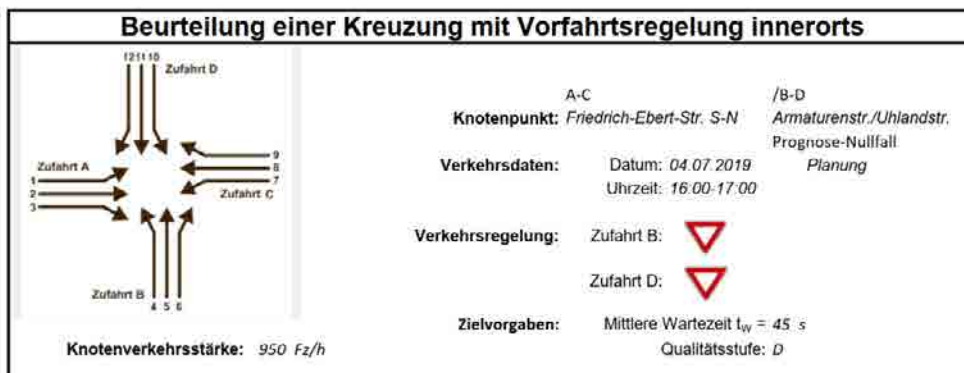 Beurteilung einer Kreuzung mit Vorfahrtsregelung innerorts
12 11 10
Zufahrt D
Zufahrt A
1
2
3
9
8
7
Zufahrt C
Zufahrt B
4 5 6
Knotenverkehrsstärke: 950 Fz/h
A-C /B-D
Knotenpunkt: Friedrich-Ebert-Str. S-N Armaturenstr./Uhlandstr.
Prognose-Nullfall
Verkehrsdaten: Datum: 04.07.2019 Planung
Uhrzeit: 16:00-17:00
Verkehrsregelung: Zufahrt B:
Zufahrt D:
Zielvorgaben: Mittlere Wartezeit tw = 45 s
Qualitätsstufe: D